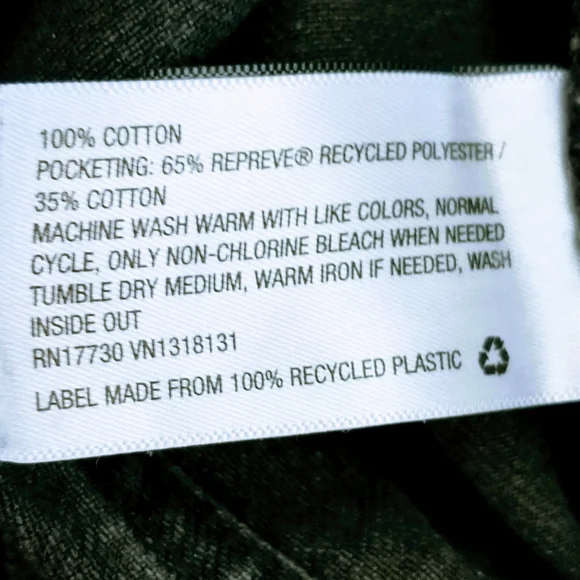 100% COTTON
POCKETING: 65% REPREVE® RECYCLED POLYESTER /
35% COTTON
MACHINE WASH WARM WITH LIKE COLORS, NORMAL
CYCLE, ONLY NON-CHLORINE BLEACH WHEN NEEDED
TUMBLE DRY MEDIUM, WARM IRON IF NEEDED, WASH
INSIDE OUT
RN17730 VN1318131
LABEL MADE FROM 100% RECYCLED PLASTIC